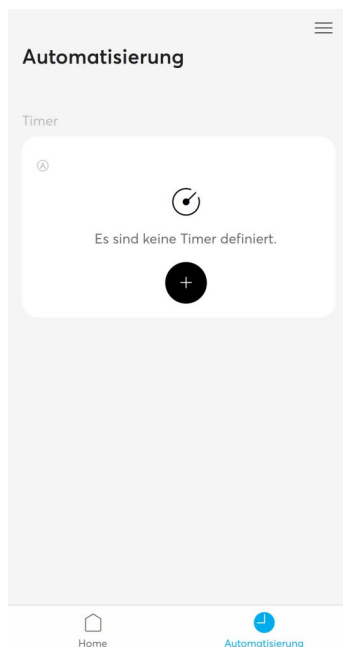 Automatisierung
Timer
Ⓐ
Es sind keine Timer definiert.
+
Home
Automatisierung